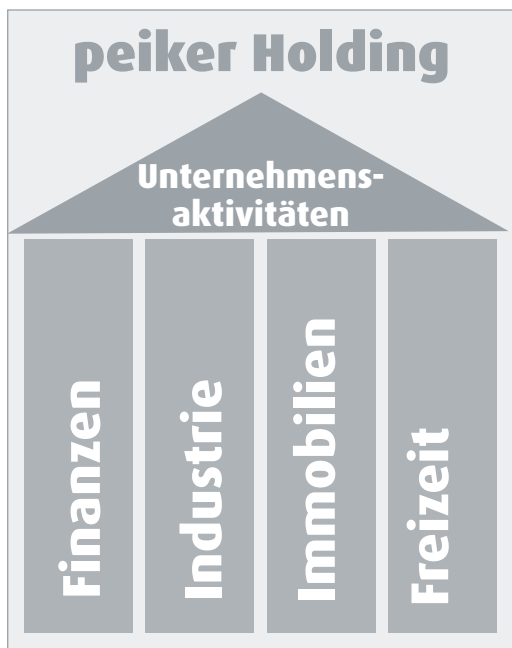 peiker Holding
Unternehmens-
aktivitäten
Finanzen
Industrie
Immobilien
Freizeit